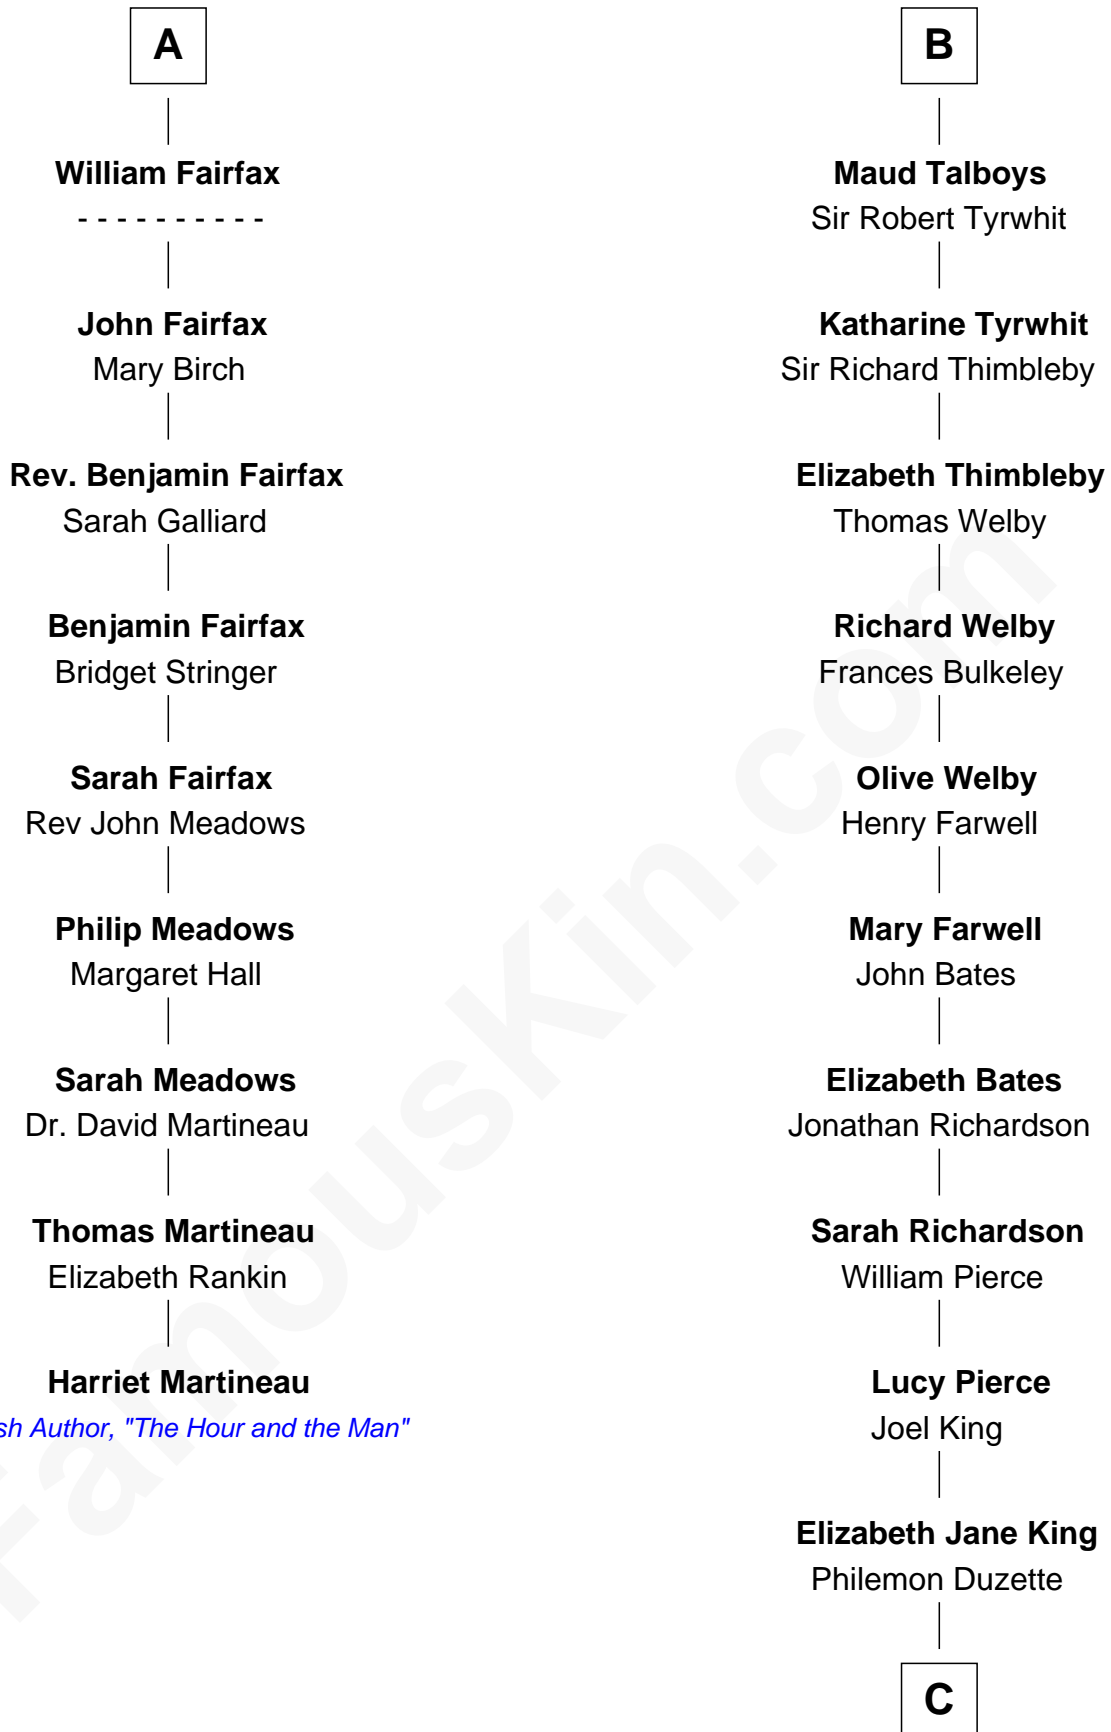 A
William Fairfax
- - - - - - - - - -
John Fairfax
Mary Birch
Rev. Benjamin Fairfax
Sarah Galliard
Benjamin Fairfax
Bridget Stringer
Sarah Fairfax
Rev John Meadows
Philip Meadows
Margaret Hall
Sarah Meadows
Dr. David Martineau
Thomas Martineau
Elizabeth Rankin
Harriet Martineau
sh Author, "The Hour and the Man"
B
Maud Talboys
Sir Robert Tyrwhit
Katharine Tyrwhit
Sir Richard Thimbleby
Elizabeth Thimbleby
Thomas Welby
Richard Welby
Frances Bulkeley
Olive Welby
Henry Farwell
Mary Farwell
John Bates
Elizabeth Bates
Jonathan Richardson
Sarah Richardson
William Pierce
Lucy Pierce
Joel King
Elizabeth Jane King
Philemon Duzette
C
FamousKin.com